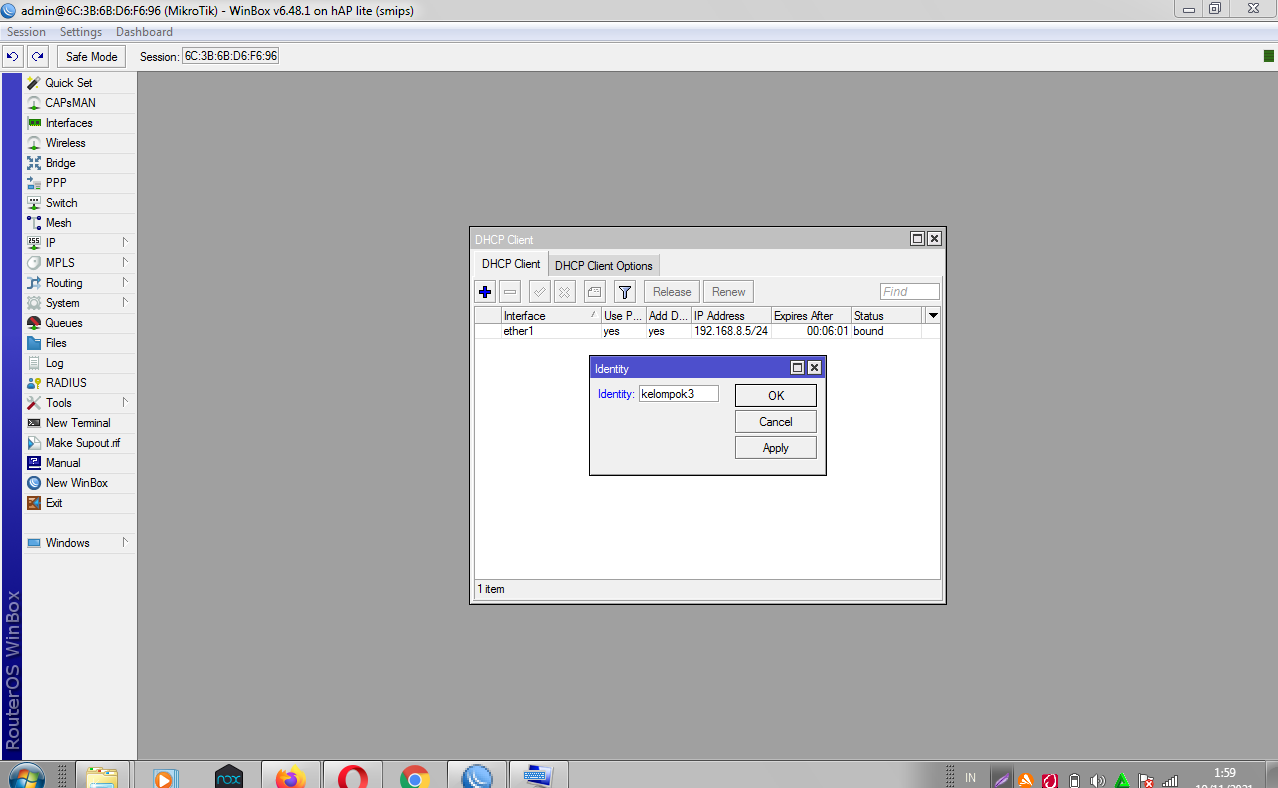 admin@6C:3B:6B:D6:F6:96 (MikroTik) - WinBox v6.48.1 on hAP lite (smips)
Session Settings Dashboard
Safe Mode Session: 6C:3B:6B:D6:F6:96
Quick Set
CAPsMAN
Interfaces
Wireless
Bridge
PPP
Switch
Mesh
IP
MPLS
Routing
System
Queues
Files
Log
RADIUS
Tools
New Terminal
Make Supout.rif
Manual
New WinBox
Exit
Windows
RouterOS WinBox
DHCP Client
DHCP Client DHCP Client Options
Release Renew Find
Interface Use P... Add D... IP Address Expires After Status
ether1 yes yes 192.168.8.5/24 00:06:01 bound
Identity
Identity: kelompok3 OK
Cancel
Apply
1 item
nox
IN 1:59